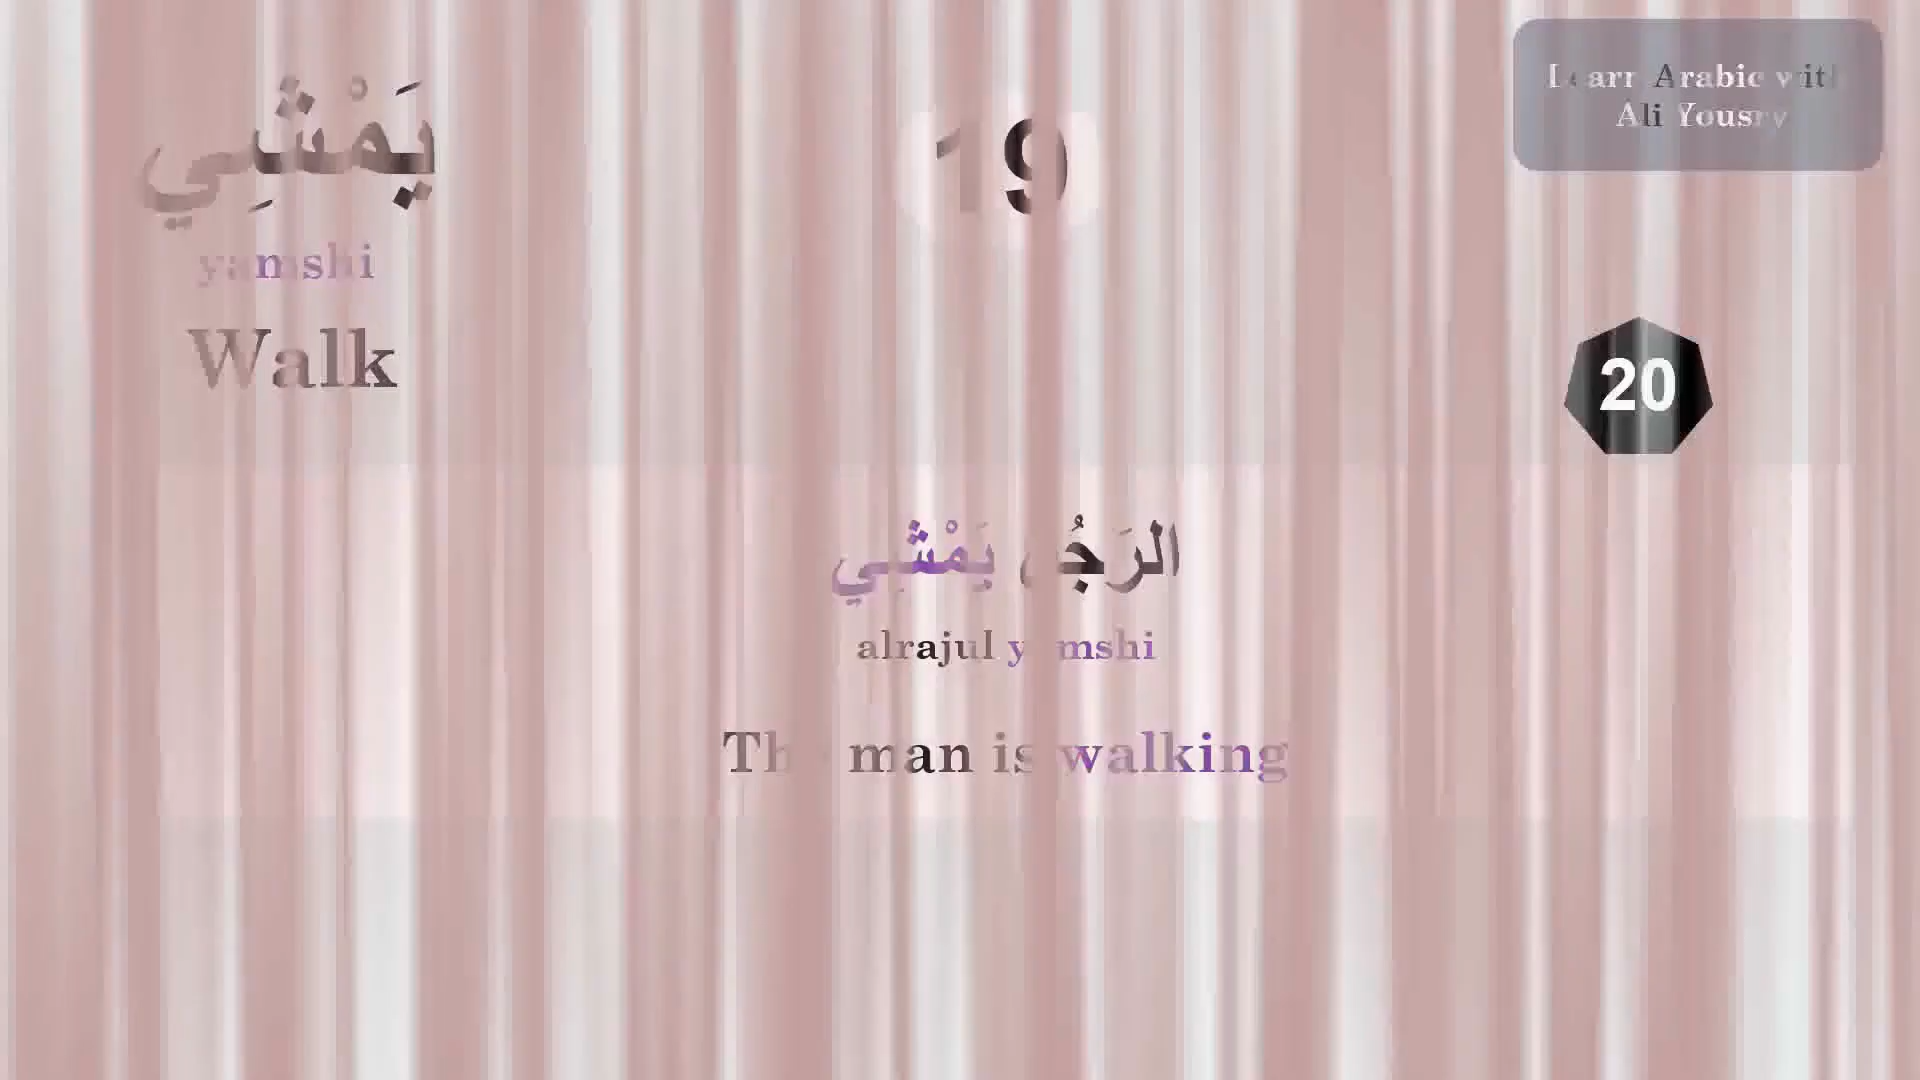 يَمْشِي
yamshi
Walk
19
Learn Arabic with
Ali Yousry
20
الرَجُل يَمْشِي
alrajul yamshi
The man is walking